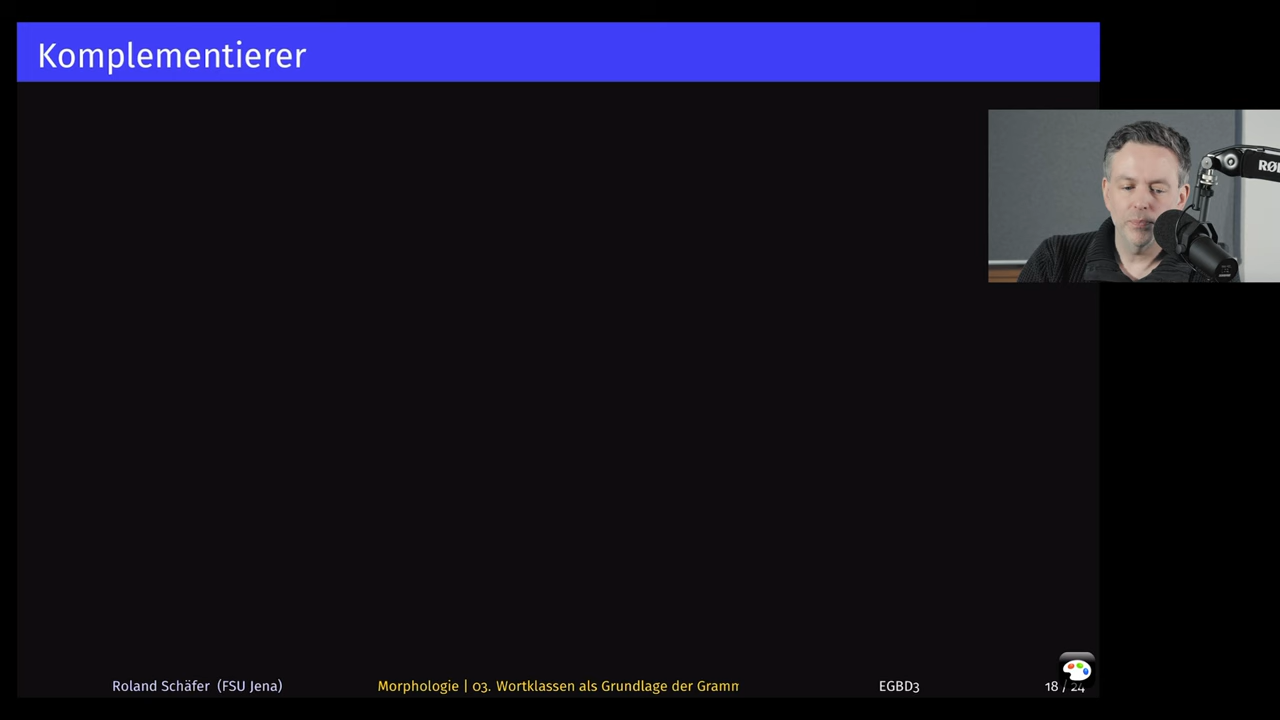 Komplementierer
Roland Schäfer (FSU Jena)
Morphologie | 03. Wortklassen als Grundlage der Gramm
EGBD3
18 / 24